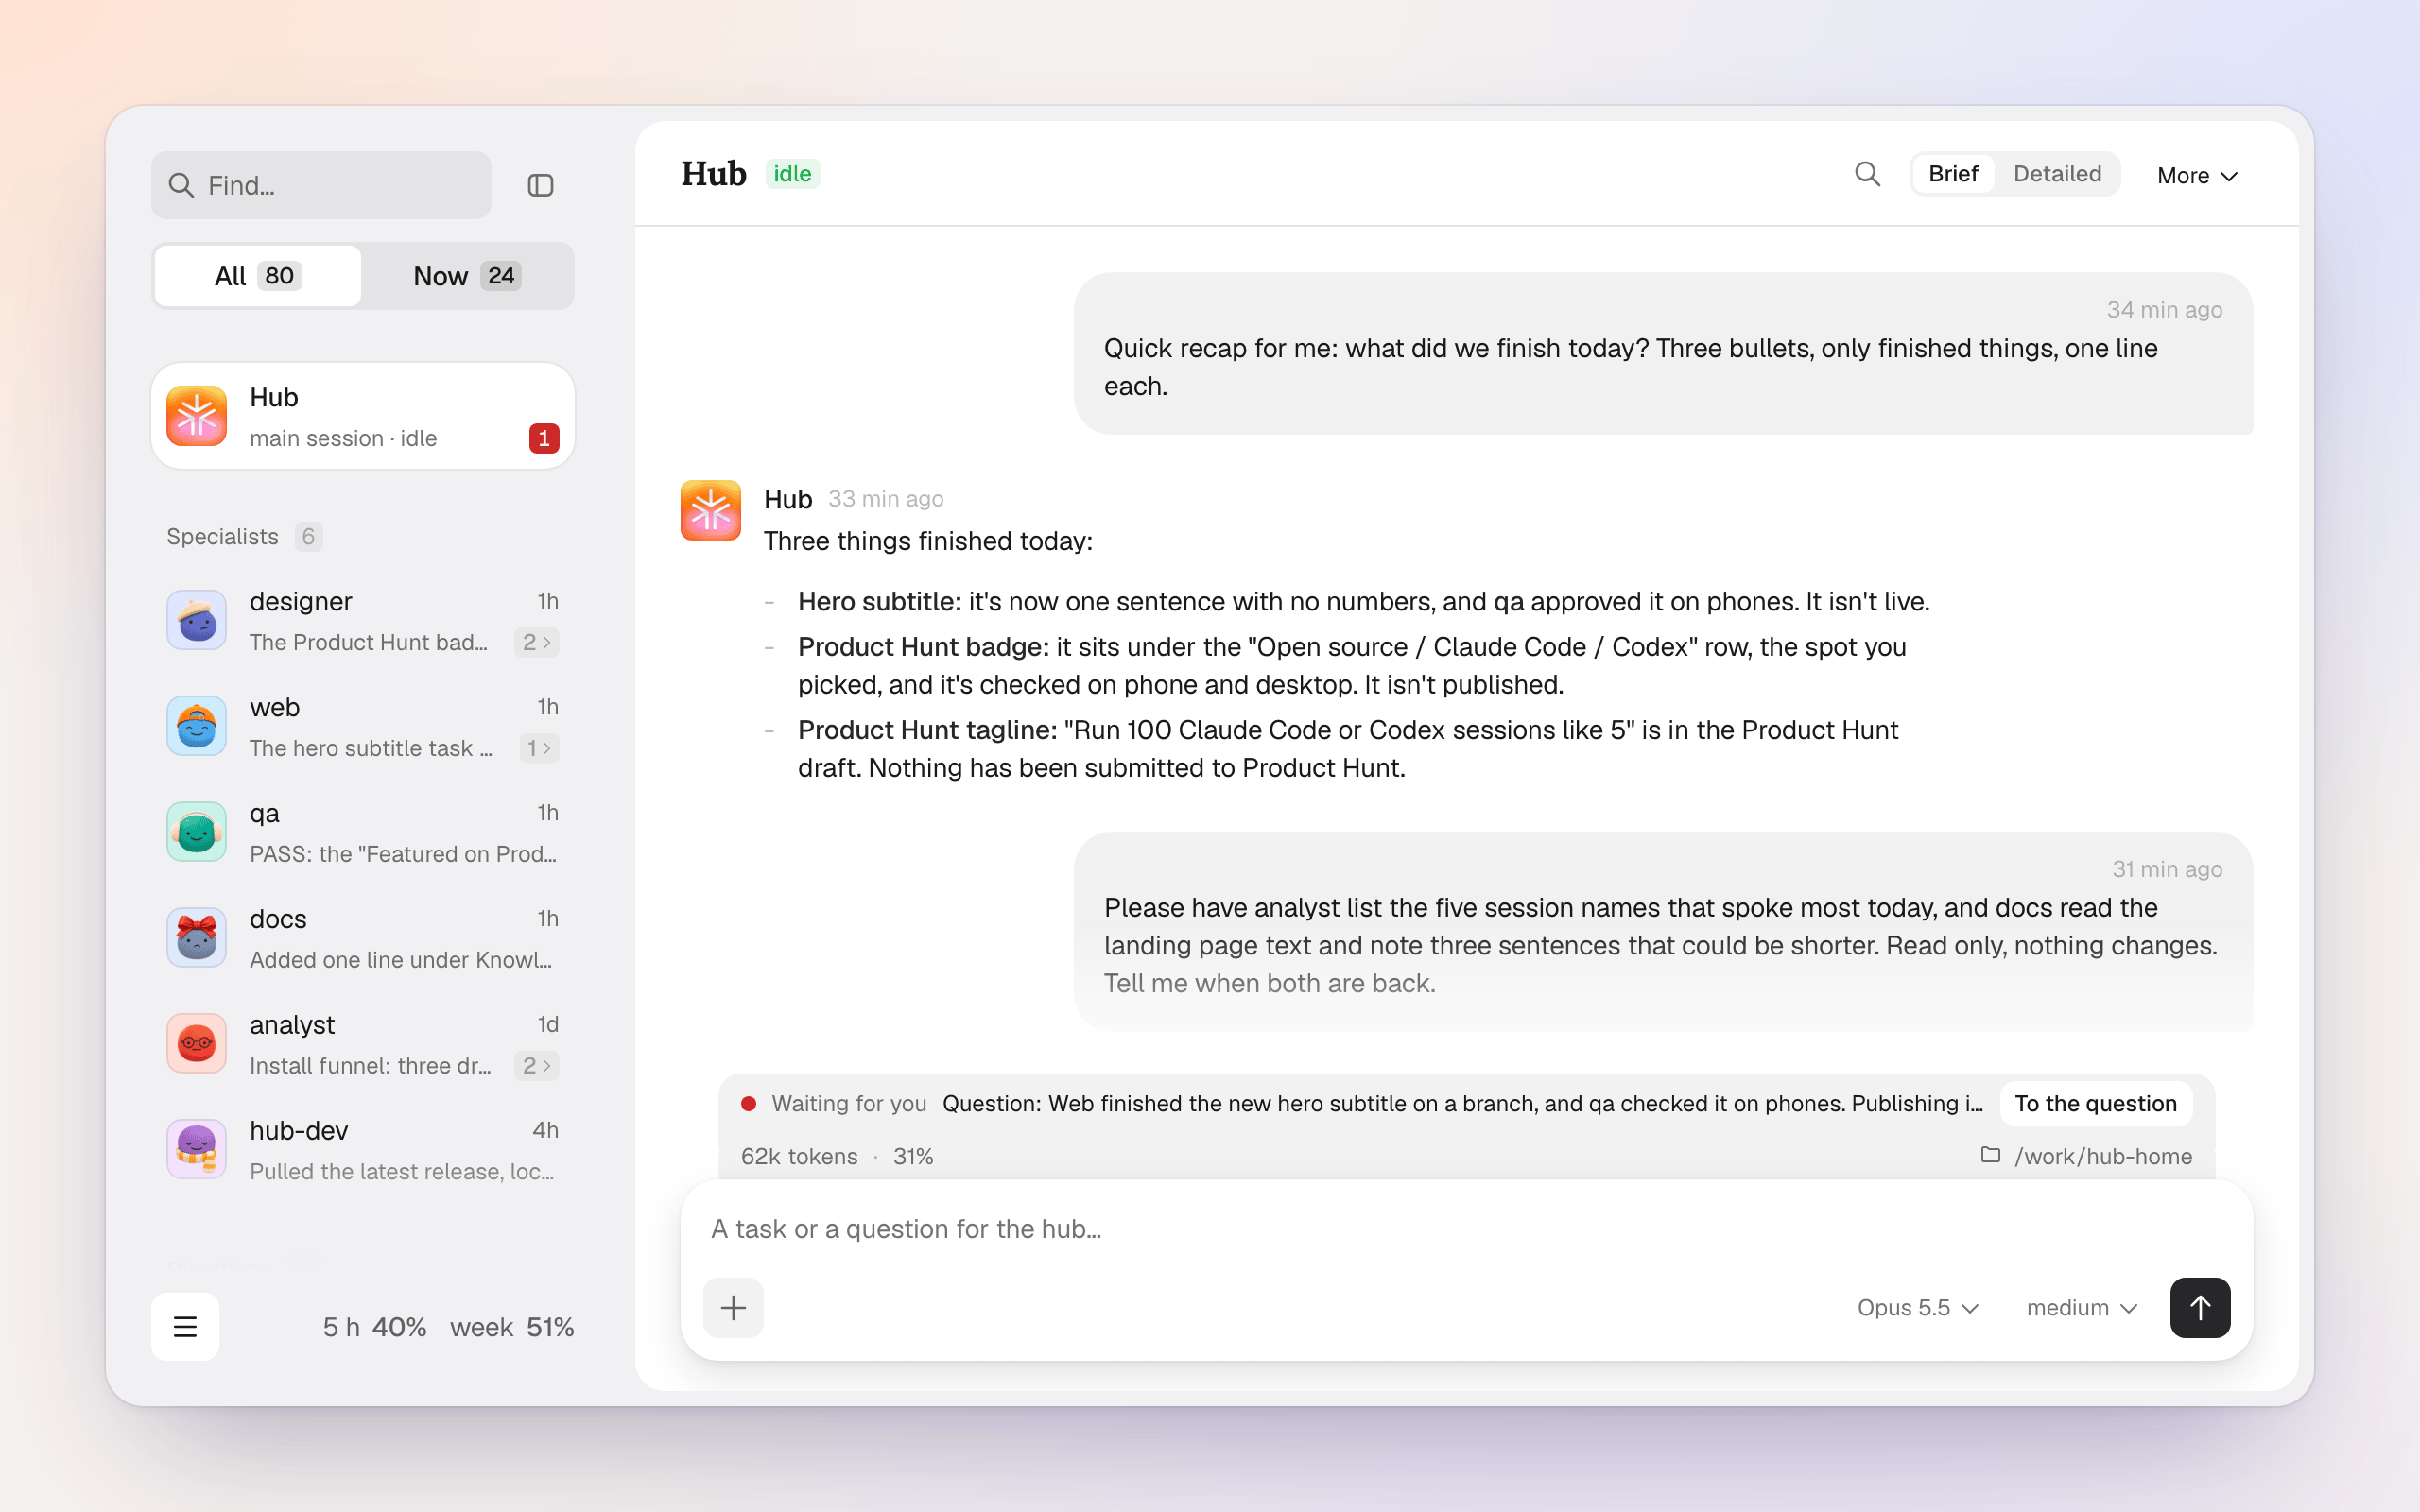 Find...
All 80
Now 24
Hub
main session · idle
1
Specialists 6
designer 1h
The Product Hunt bad... 2
web 1h
The hero subtitle task ... 1
qa 1h
PASS: the "Featured on Prod...
docs 1h
Added one line under Knowl...
analyst 1d
Install funnel: three dr... 2
hub-dev 4h
Pulled the latest release, loc...
5 h 40% week 51%
Hub idle
Brief Detailed More
34 min ago
Quick recap for me: what did we finish today? Three bullets, only finished things, one line
each.
Hub 33 min ago
Three things finished today:
- Hero subtitle: it's now one sentence with no numbers, and qa approved it on phones. It isn't live.
- Product Hunt badge: it sits under the "Open source / Claude Code / Codex" row, the spot you
picked, and it's checked on phone and desktop. It isn't published.
- Product Hunt tagline: "Run 100 Claude Code or Codex sessions like 5" is in the Product Hunt
draft. Nothing has been submitted to Product Hunt.
31 min ago
Please have analyst list the five session names that spoke most today, and docs read the
landing page text and note three sentences that could be shorter. Read only, nothing changes.
Tell me when both are back.
Waiting for you Question: Web finished the new hero subtitle on a branch, and qa checked it on phones. Publishing i... To the question
62k tokens · 31% /work/hub-home
A task or a question for the hub...
Opus 5.5 medium